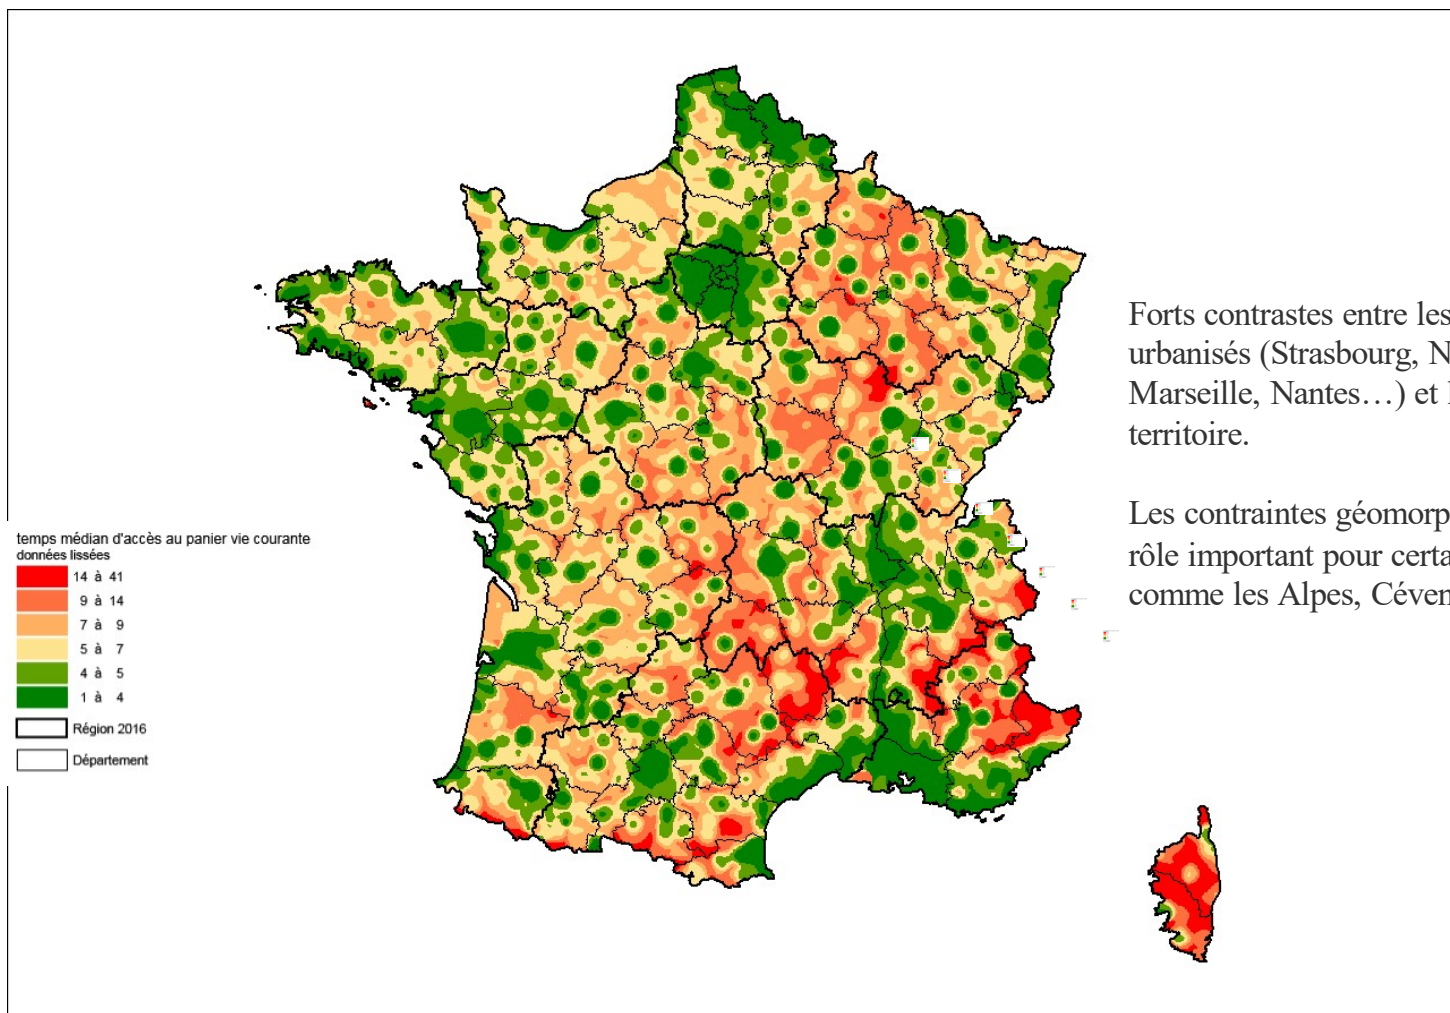 Forts contrastes entre les
urbanisés (Strasbourg, N
Marseille, Nantes…) et l
territoire.
Les contraintes géomorp
rôle important pour certa
comme les Alpes, Céven
temps médian d'accès au panier vie courante
données lissées
14 à 41
9 à 14
7 à 9
5 à 7
4 à 5
1 à 4
Région 2016
Département